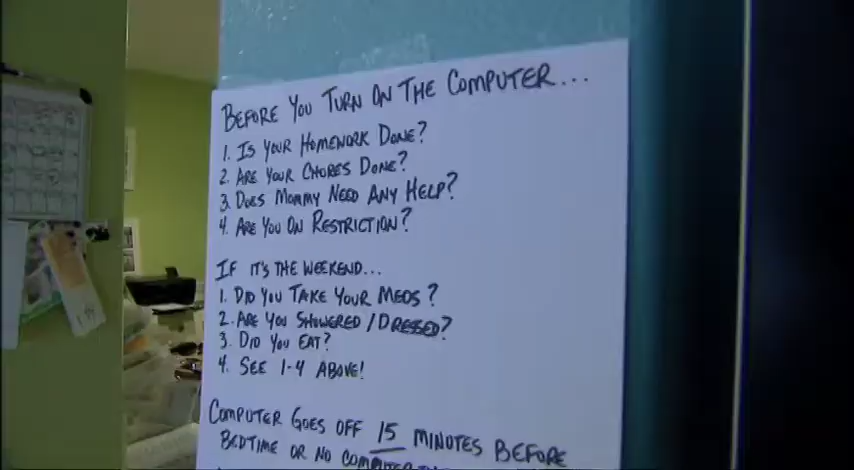 BEFORE YOU TURN ON THE COMPUTER...
1. IS YOUR HOMEWORK DONE?
2. ARE YOUR CHORES DONE?
3. DOES MOMMY NEED ANY HELP?
4. ARE YOU ON RESTRICTION?
IF IT'S THE WEEKEND...
1. DID YOU TAKE YOUR MEDS?
2. ARE YOU SHOWERED / DRESSED?
3. DID YOU EAT?
4. SEE 1-4 ABOVE!
COMPUTER GOES OFF 15 MINUTES BEFORE
BEDTIME OR NO COMPUTER